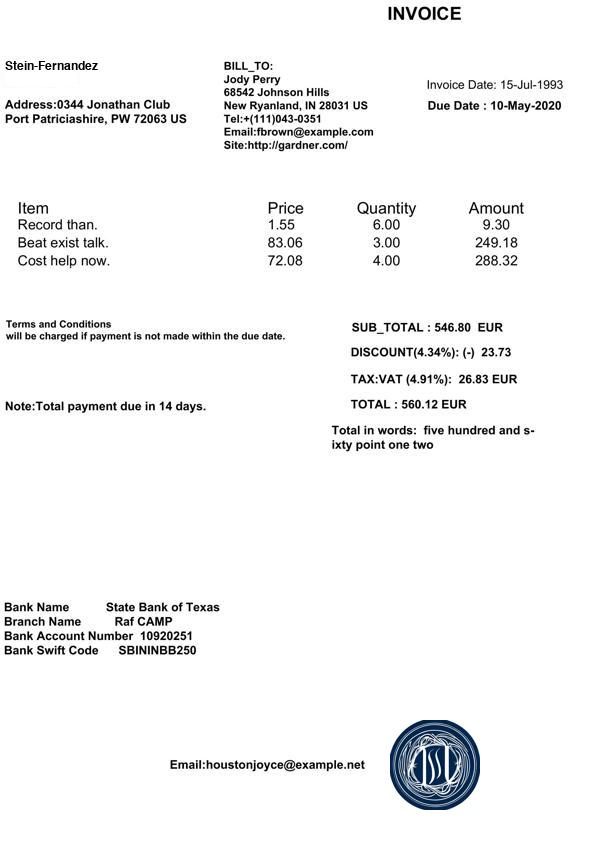 INVOICE
Stein-Fernandez
Address:0344 Jonathan Club
Port Patriciashire, PW 72063 US
BILL_TO:
Jody Perry
68542 Johnson Hills
New Ryanland, IN 28031 US
Tel:+(111)043-0351
Email:fbrown@example.com
Site:http://gardner.com/
Invoice Date: 15-Jul-1993
Due Date : 10-May-2020
Item Price Quantity Amount
Record than. 1.55 6.00 9.30
Beat exist talk. 83.06 3.00 249.18
Cost help now. 72.08 4.00 288.32
Terms and Conditions
will be charged if payment is not made within the due date.
Note:Total payment due in 14 days.
SUB_TOTAL : 546.80 EUR
DISCOUNT(4.34%): (-) 23.73
TAX:VAT (4.91%): 26.83 EUR
TOTAL : 560.12 EUR
Total in words: five hundred and s-
ixty point one two
Bank Name State Bank of Texas
Branch Name Raf CAMP
Bank Account Number 10920251
Bank Swift Code SBININBB250
Email:houstonjoyce@example.net